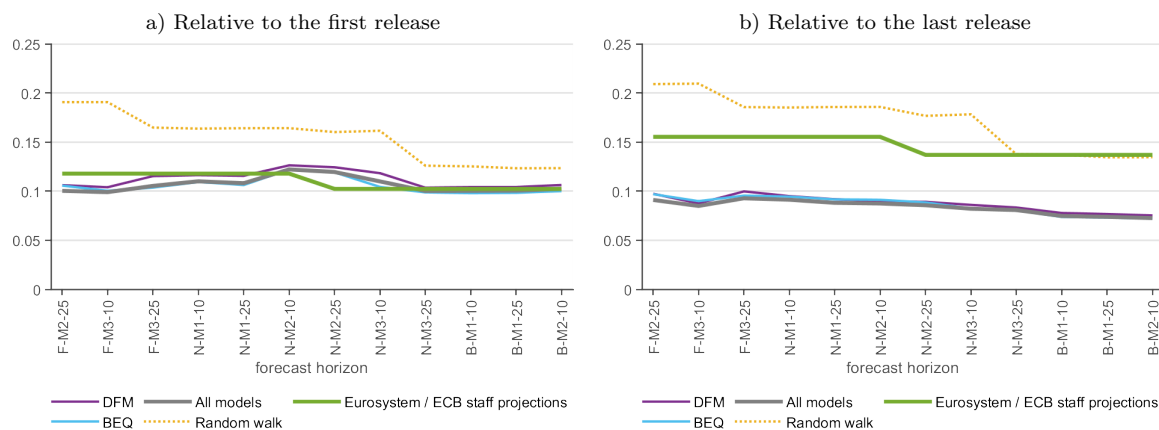 a) Relative to the first release
0.25
0.2
0.15
0.1
0.05
0
F-M2-25
F-M3-10
F-M3-25
N-M1-10
N-M1-25
N-M2-10
N-M2-25
N-M3-10
N-M3-25
B-M1-10
B-M1-25
B-M2-10
forecast horizon
DFM All models Eurosystem / ECB staff projections
BEQ Random walk
b) Relative to the last release
0.25
0.2
0.15
0.1
0.05
0
F-M2-25
F-M3-10
F-M3-25
N-M1-10
N-M1-25
N-M2-10
N-M2-25
N-M3-10
N-M3-25
B-M1-10
B-M1-25
B-M2-10
forecast horizon
DFM All models Eurosystem / ECB staff projections
BEQ Random walk